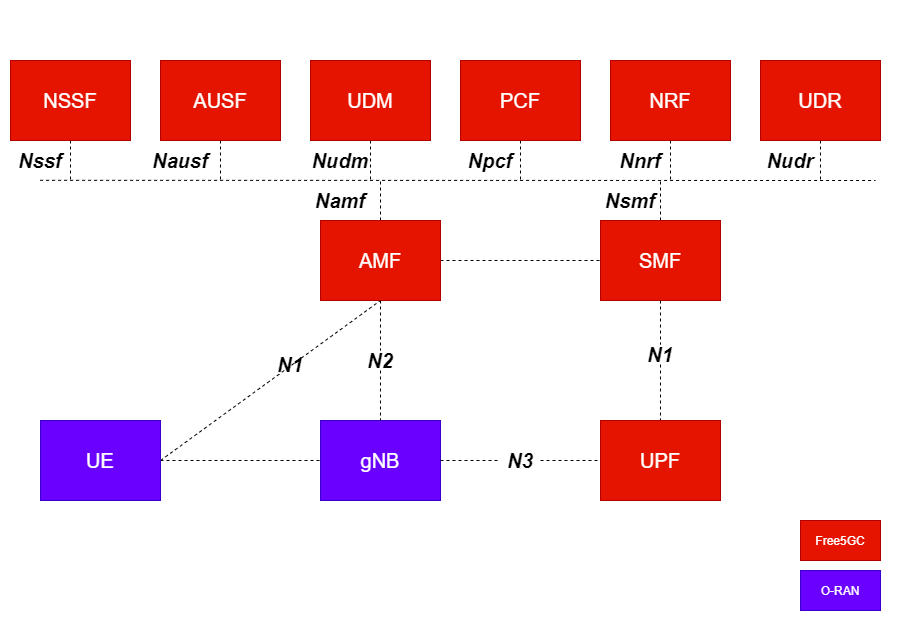 NSSF AUSF UDM PCF NRF UDR
Nssf Nausf Nudm Npcf Nnrf Nudr
Namf Nsmf
AMF SMF
N1 N2 N1
UE gNB N3 UPF
Free5GC
O-RAN